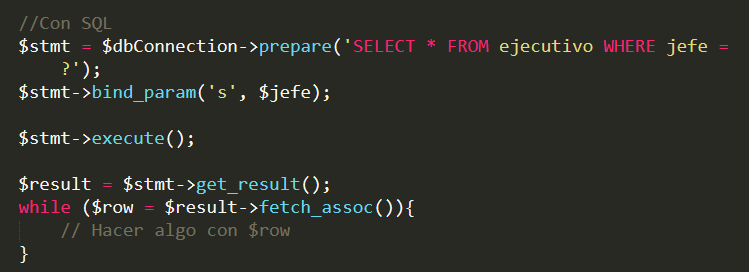 //Con SQL
$stmt = $dbConnection->prepare('SELECT * FROM ejecutivo WHERE jefe =
?');
$stmt->bind_param('s', $jefe);
$stmt->execute();
$result = $stmt->get_result();
while ($row = $result->fetch_assoc()){
// Hacer algo con $row
}